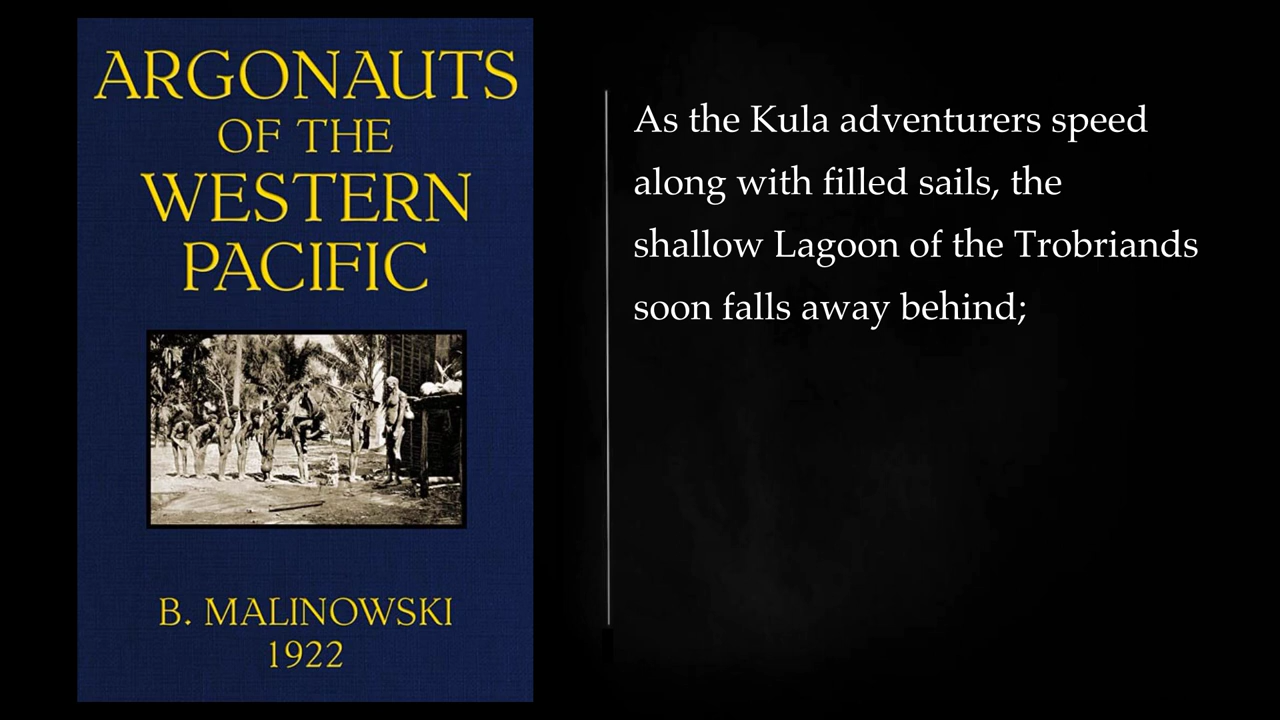 ARGONAUTS
OF THE
WESTERN
PACIFIC
B. MALINOWSKI
1922
As the Kula adventurers speed
along with filled sails, the
shallow Lagoon of the Trobriands
soon falls away behind;